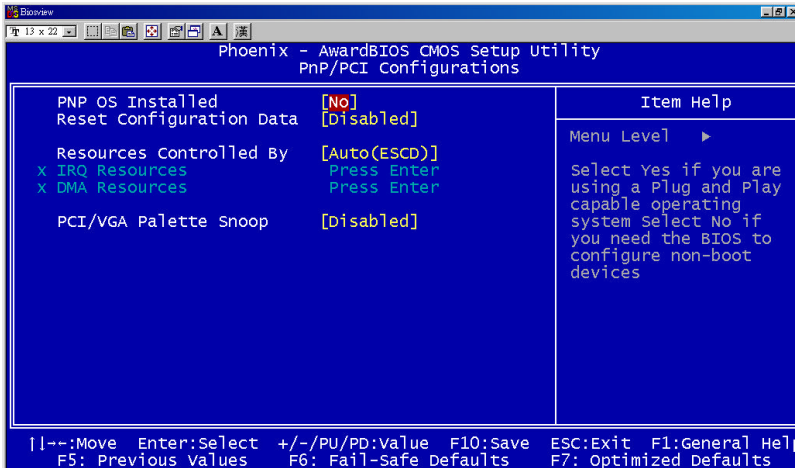 Biosview
13 x 22
A 漢
Phoenix - AwardBIOS CMOS Setup Utility
PnP/PCI Configurations
PNP OS Installed [No]
Reset Configuration Data [Disabled]
Resources Controlled By [Auto(ESCD)]
x IRQ Resources Press Enter
x DMA Resources Press Enter
PCI/VGA Palette Snoop [Disabled]
Item Help
Menu Level ▶
Select Yes if you are
using a Plug and Play
capable operating
system Select No if
you need the BIOS to
configure non-boot
devices
↑↓→←:Move Enter:Select +/-/PU/PD:Value F10:Save ESC:Exit F1:General Help
F5: Previous Values F6: Fail-Safe Defaults F7: Optimized Defaults